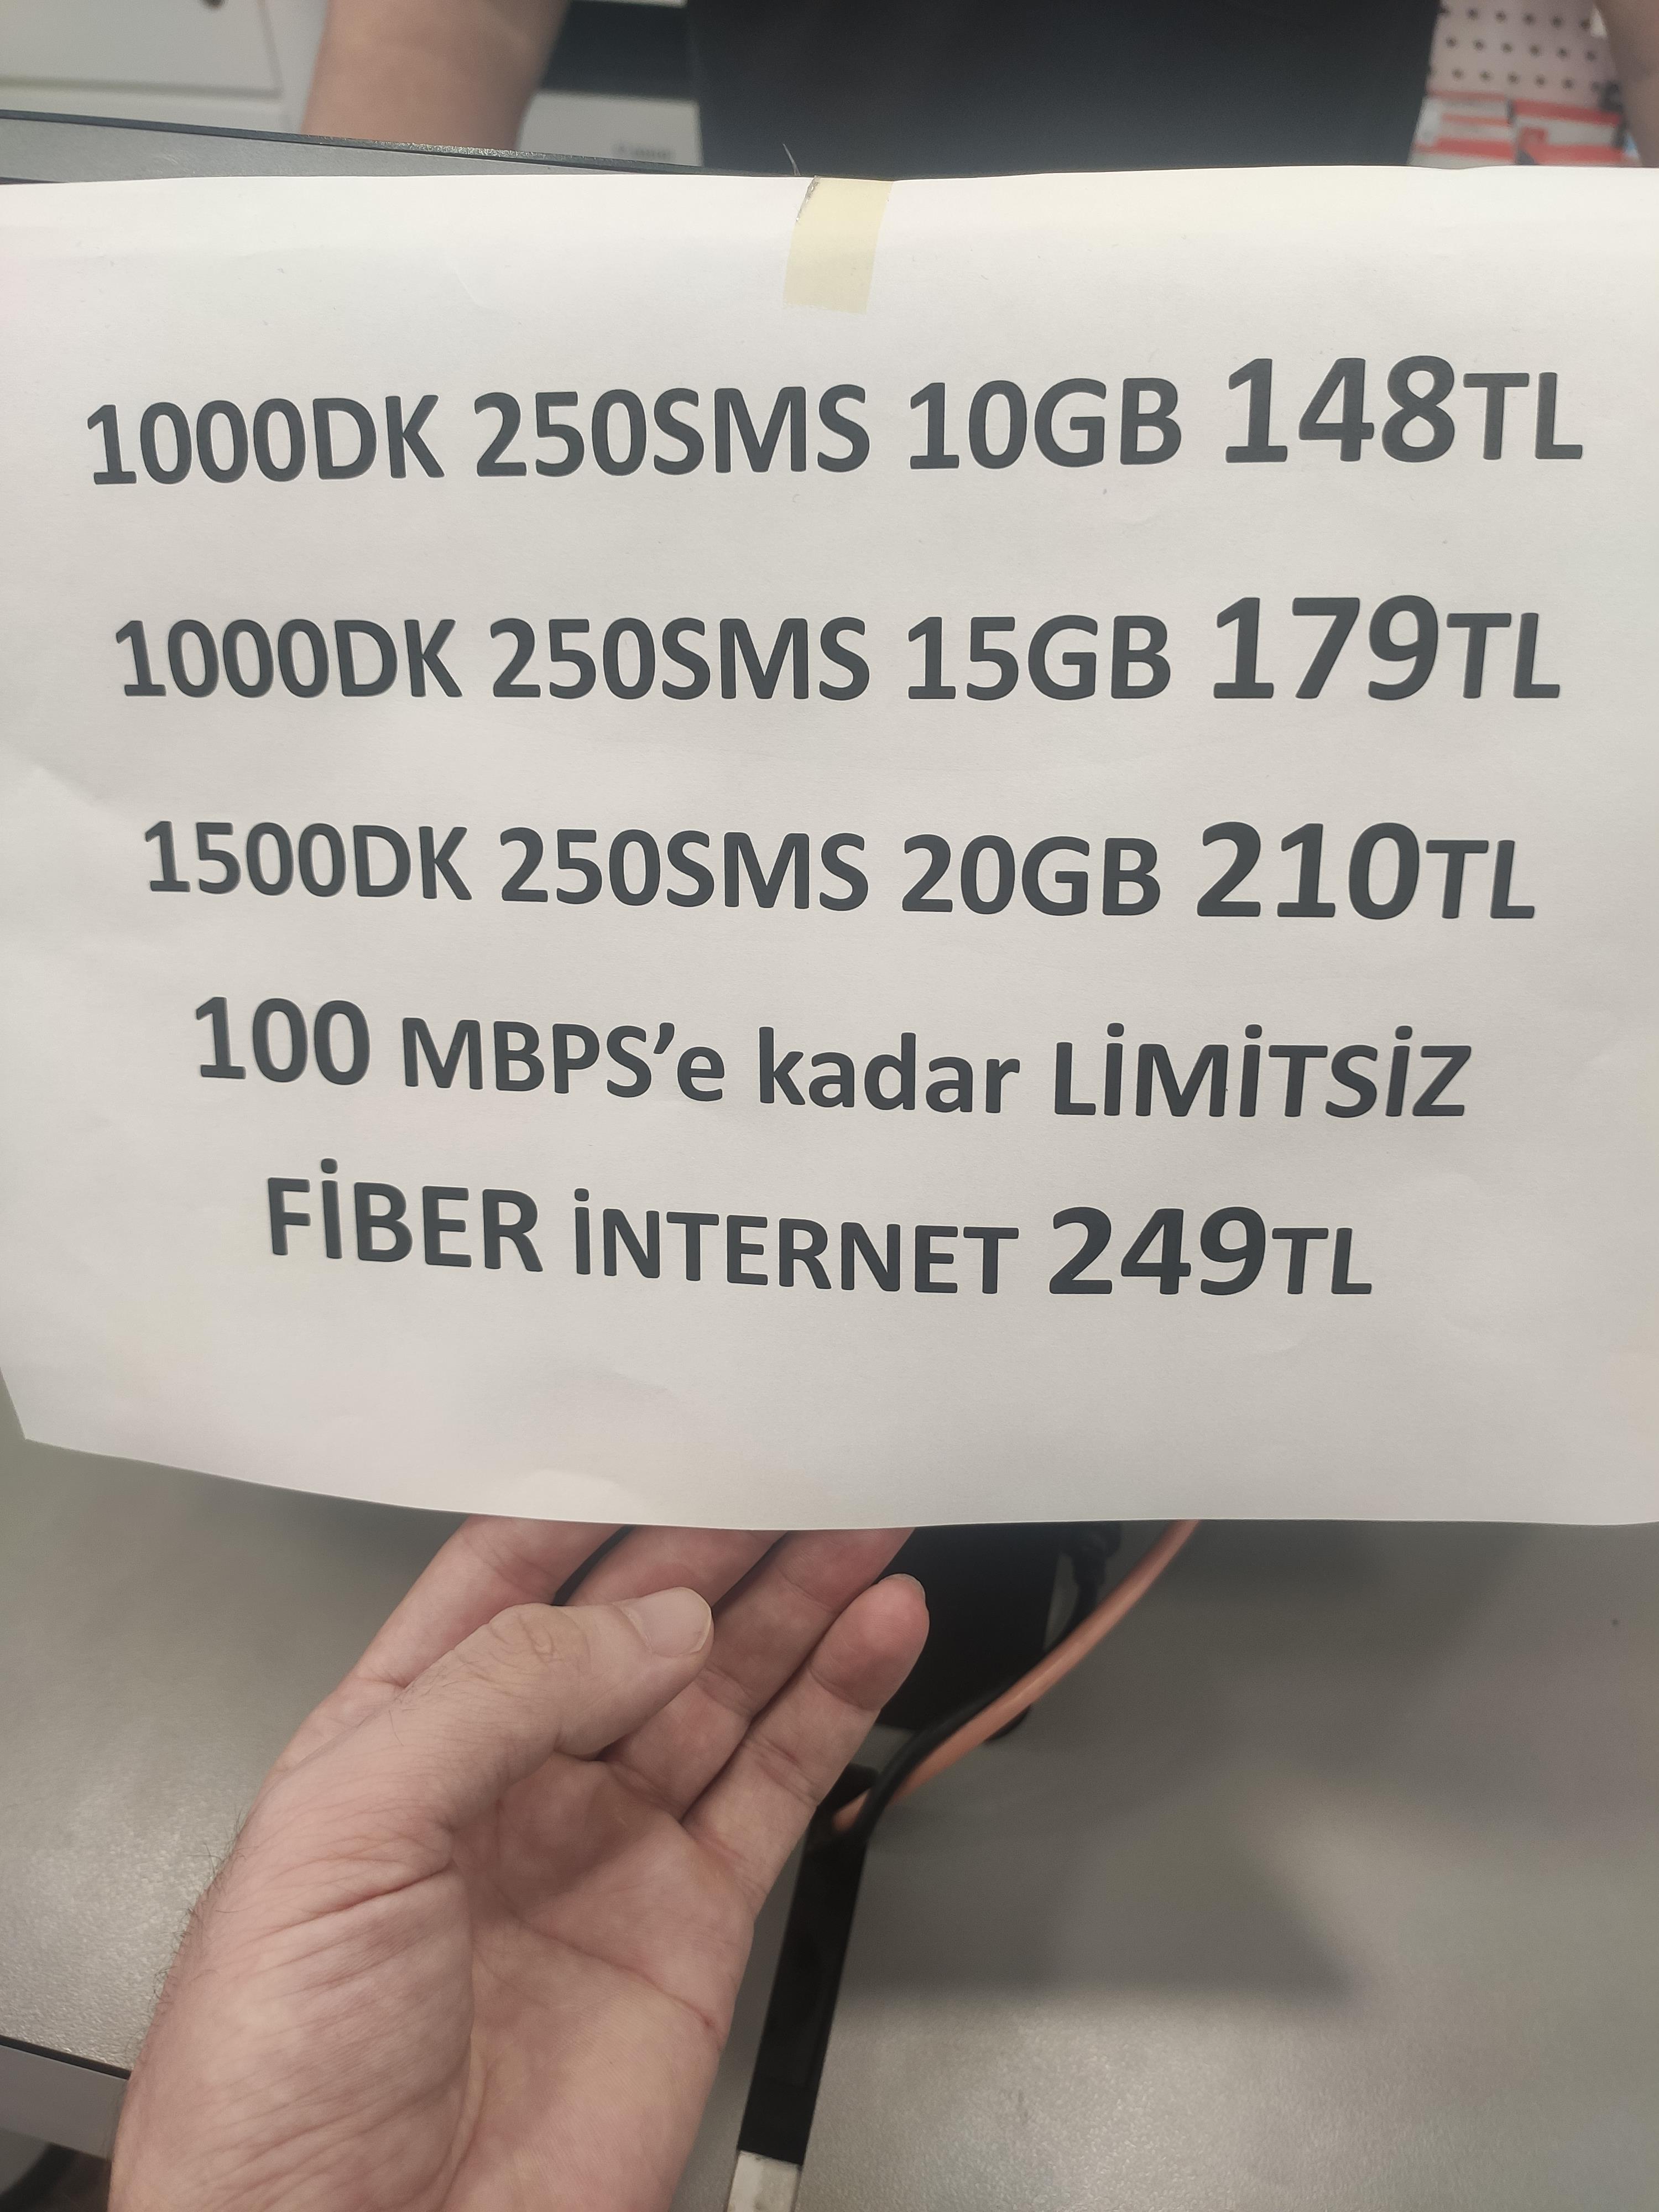 1000DK 250SMS 10GB 148TL
1000DK 250SMS 15GB 179TL
1500DK 250SMS 20GB 210TL
100 MBPS’e kadar LİMİTSİZ
FİBER İNTERNET 249TL